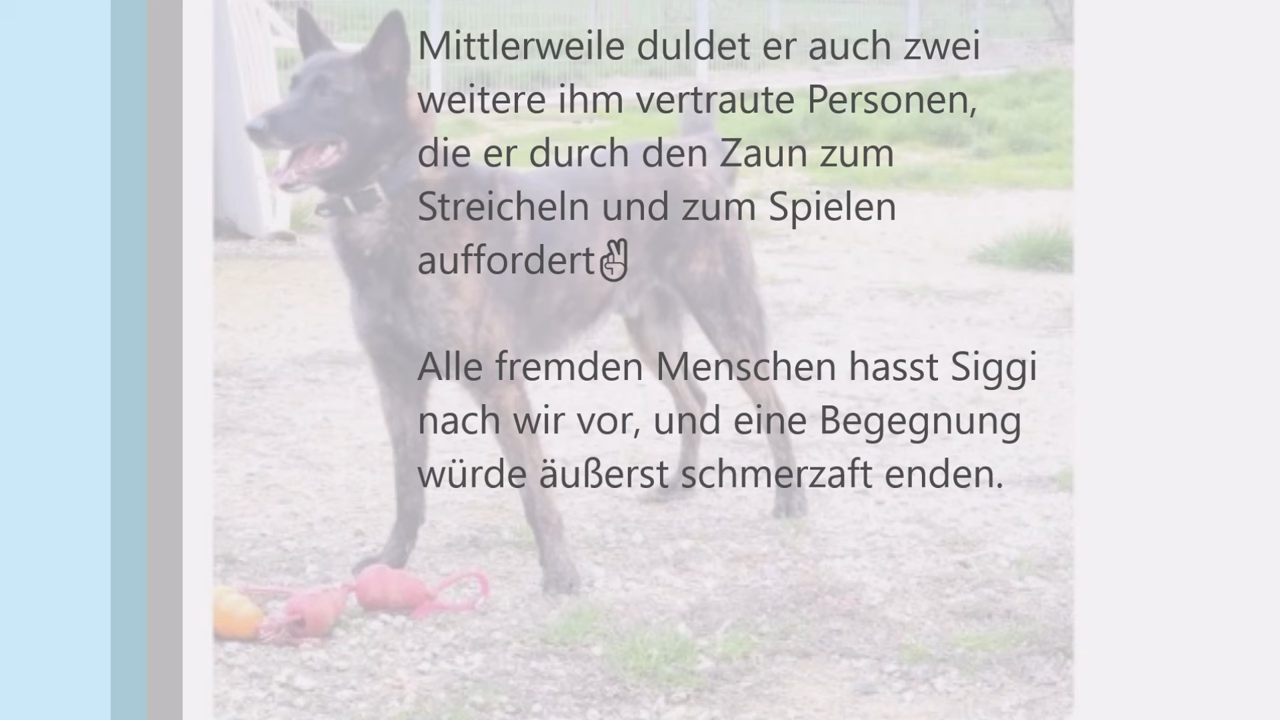 Mittlerweile duldet er auch zwei
weitere ihm vertraute Personen,
die er durch den Zaun zum
Streicheln und zum Spielen
auffordert✌
Alle fremden Menschen hasst Siggi
nach wir vor, und eine Begegnung
würde äußerst schmerzaft enden.